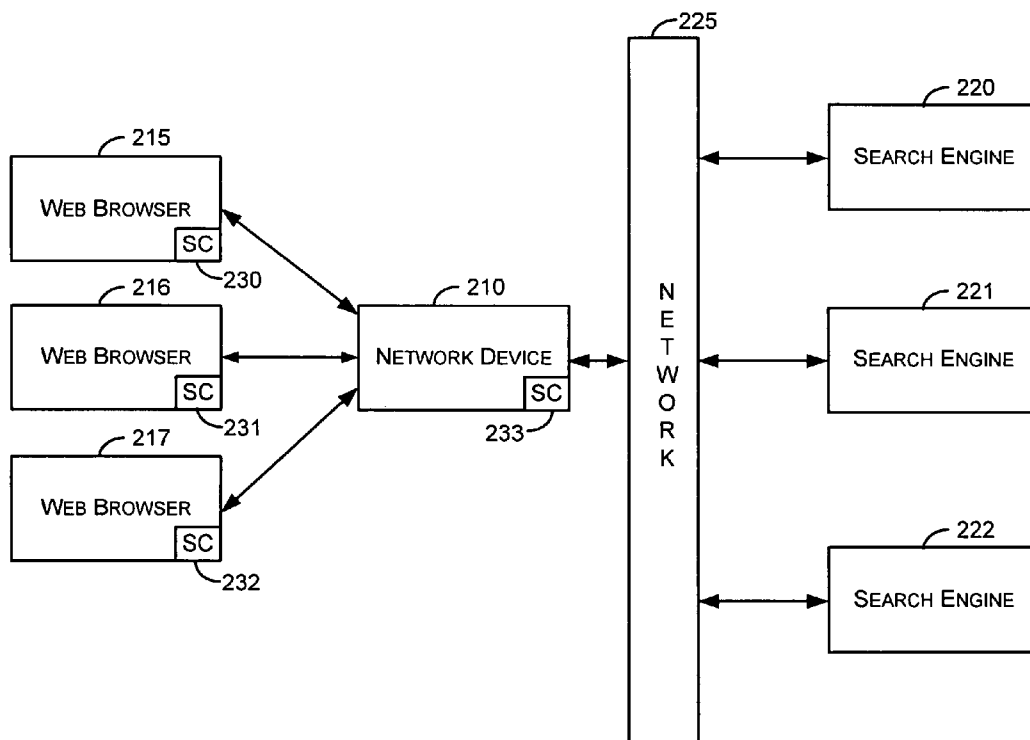 225
220
SEARCH ENGINE
215
WEB BROWSER
SC
230
216
WEB BROWSER
SC
231
217
WEB BROWSER
SC
232
210
NETWORK DEVICE
SC
233
N
E
T
W
O
R
K
221
SEARCH ENGINE
222
SEARCH ENGINE